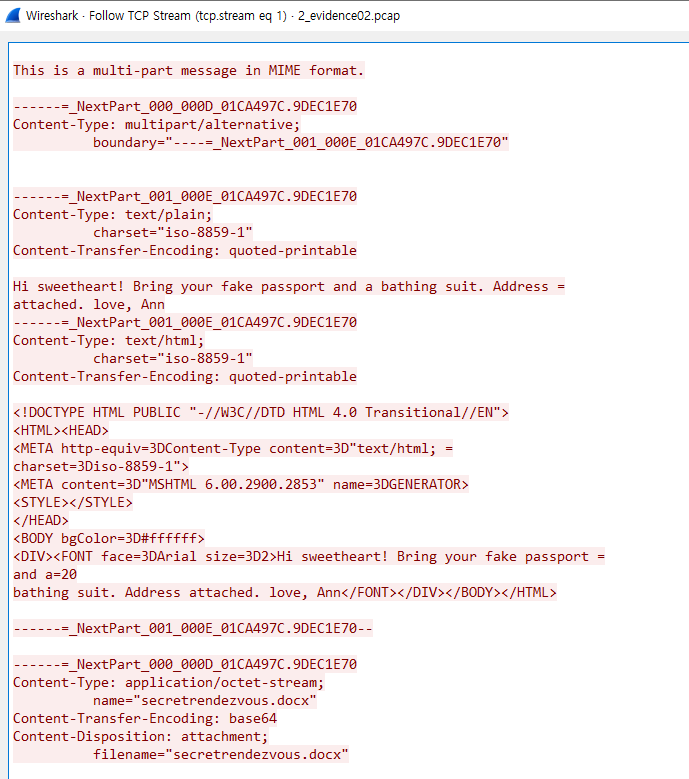 Wireshark · Follow TCP Stream (tcp.stream eq 1) · 2_evidence02.pcap
This is a multi-part message in MIME format.
------=_NextPart_000_000D_01CA497C.9DEC1E70
Content-Type: multipart/alternative;
boundary="----=_NextPart_001_000E_01CA497C.9DEC1E70"
------=_NextPart_001_000E_01CA497C.9DEC1E70
Content-Type: text/plain;
charset="iso-8859-1"
Content-Transfer-Encoding: quoted-printable
Hi sweetheart! Bring your fake passport and a bathing suit. Address =
attached. love, Ann
------=_NextPart_001_000E_01CA497C.9DEC1E70
Content-Type: text/html;
charset="iso-8859-1"
Content-Transfer-Encoding: quoted-printable
<!DOCTYPE HTML PUBLIC "-//W3C//DTD HTML 4.0 Transitional//EN">
<HTML><HEAD>
<META http-equiv=3DContent-Type content=3D"text/html; =
charset=3Diso-8859-1">
<META content=3D"MSHTML 6.00.2900.2853" name=3DGENERATOR>
<STYLE></STYLE>
</HEAD>
<BODY bgColor=3D#ffffff>
<DIV><FONT face=3DArial size=3D2>Hi sweetheart! Bring your fake passport =
and a=20
bathing suit. Address attached. love, Ann</FONT></DIV></BODY></HTML>
------=_NextPart_001_000E_01CA497C.9DEC1E70--
------=_NextPart_000_000D_01CA497C.9DEC1E70
Content-Type: application/octet-stream;
name="secretrendezvous.docx"
Content-Transfer-Encoding: base64
Content-Disposition: attachment;
filename="secretrendezvous.docx"